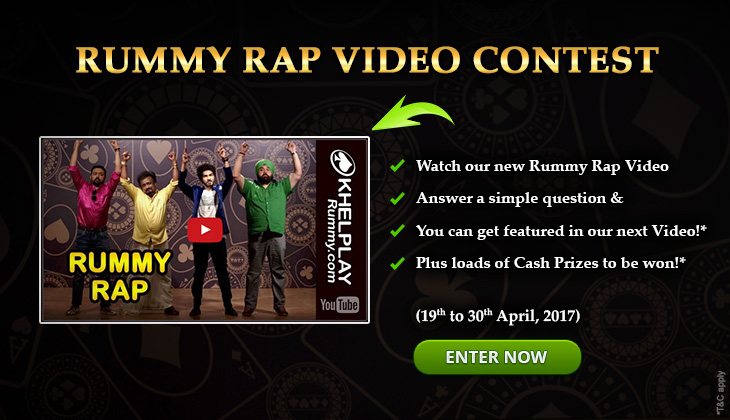 RUMMY RAP VIDEO CONTEST
KHELPLAY
Rummy.com
RUMMY
RAP
YouTube
Watch our new Rummy Rap Video
Answer a simple question &
You can get featured in our next Video!*
Plus loads of Cash Prizes to be won!*
(19th to 30th April, 2017)
ENTER NOW
*T&C apply